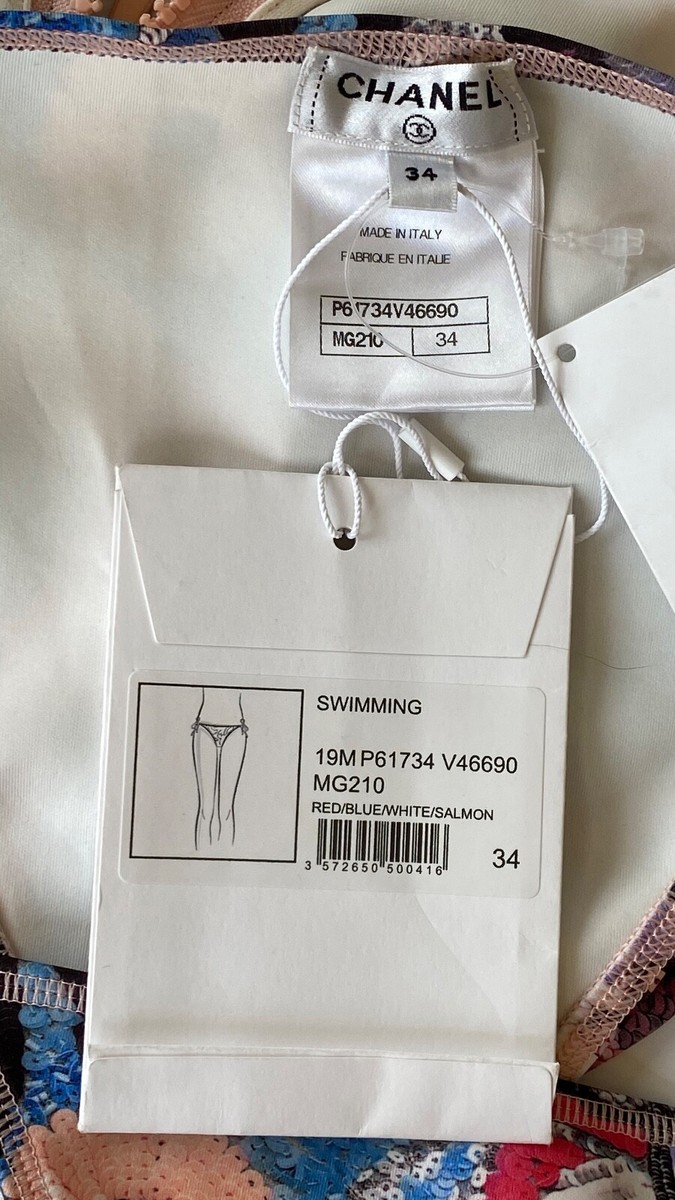 CHANEL
34
MADE IN ITALY
FABRIQUE EN ITALIE
P61734V46690
MG210 34
SWIMMING
19M P61734 V46690
MG210
RED/BLUE/WHITE/SALMON
3 572650 500416
34